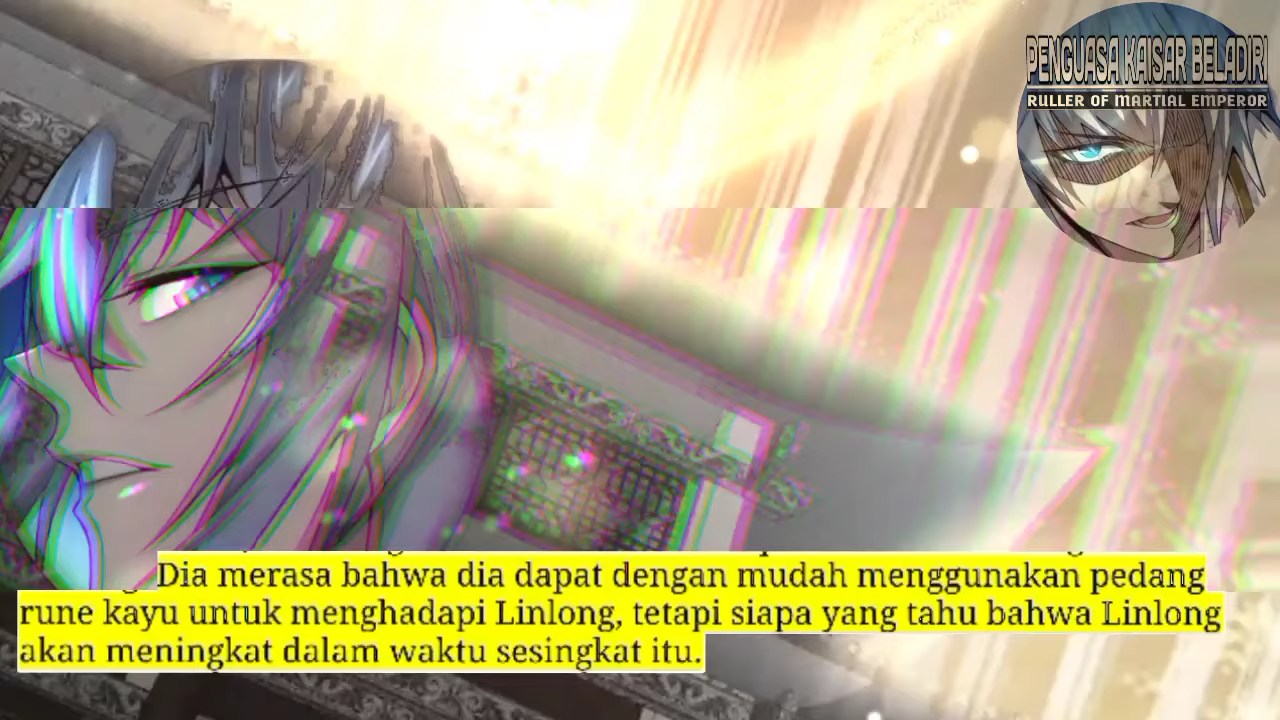 PENGUASA KAISAR BELADIRI
RULLER OF MARTIAL EMPEROR
Dia merasa bahwa dia dapat dengan mudah menggunakan pedang
rune kayu untuk menghadapi Linlong, tetapi siapa yang tahu bahwa Linlong
akan meningkat dalam waktu sesingkat itu.